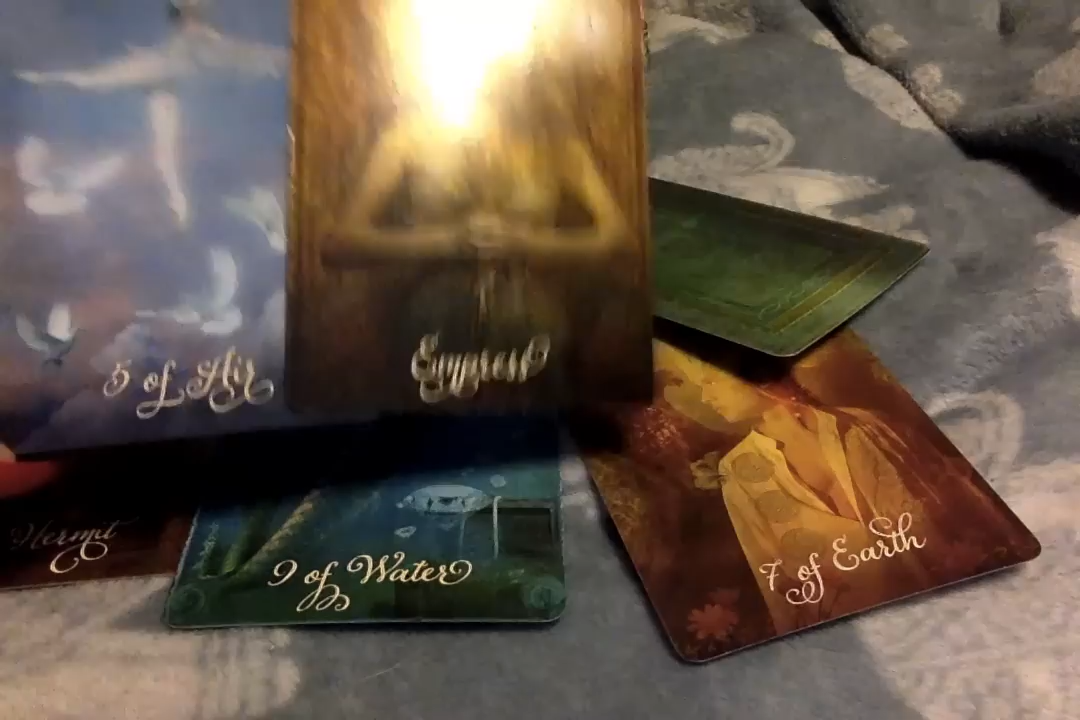 5 of Air
Empress
Hermit
9 of Water
7 of Earth